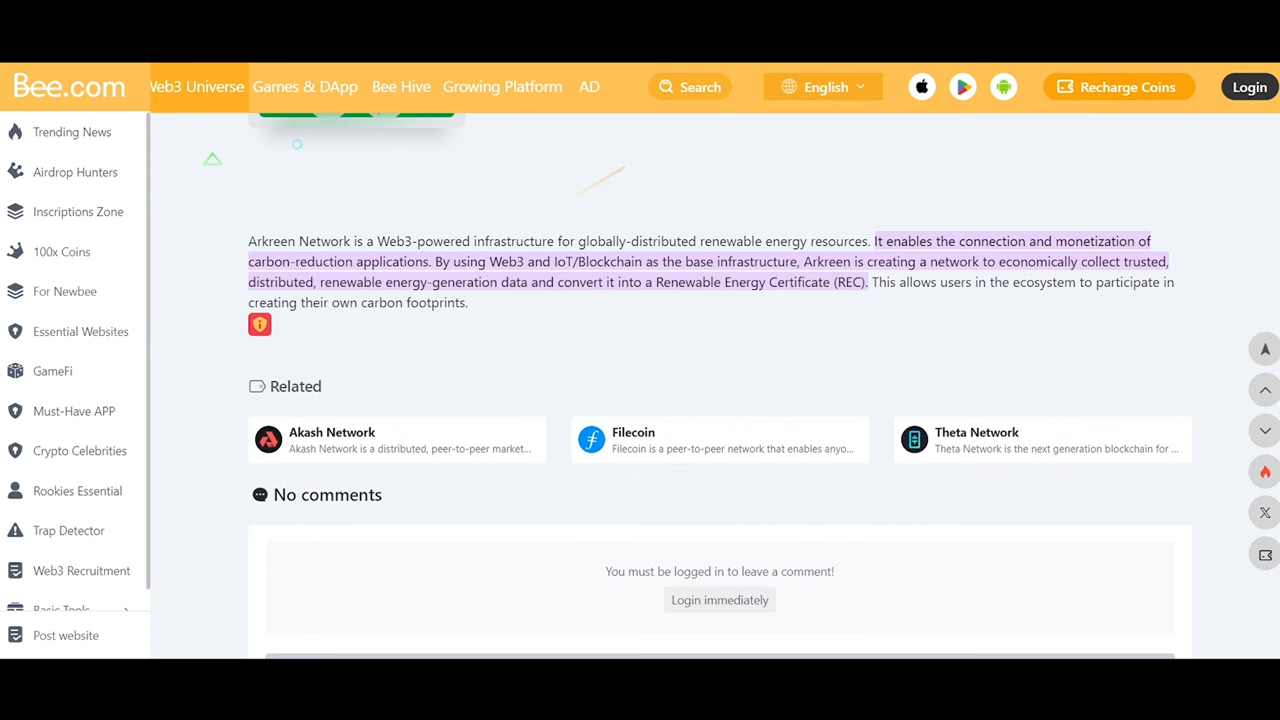 Bee.com
Web3 Universe
Games & DApp
Bee Hive
Growing Platform
AD
Search
English
Recharge Coins
Login
Trending News
Airdrop Hunters
Inscriptions Zone
100x Coins
For Newbee
Essential Websites
GameFi
Must-Have APP
Crypto Celebrities
Rookies Essential
Trap Detector
Web3 Recruitment
Basic Tools
Post website
Arkreen Network is a Web3-powered infrastructure for globally-distributed renewable energy resources. It enables the connection and monetization of
carbon-reduction applications. By using Web3 and IoT/Blockchain as the base infrastructure, Arkreen is creating a network to economically collect trusted,
distributed, renewable energy-generation data and convert it into a Renewable Energy Certificate (REC). This allows users in the ecosystem to participate in
creating their own carbon footprints.
Related
Akash Network
Akash Network is a distributed, peer-to-peer market...
Filecoin
Filecoin is a peer-to-peer network that enables anyo...
Theta Network
Theta Network is the next generation blockchain for ...
No comments
You must be logged in to leave a comment!
Login immediately